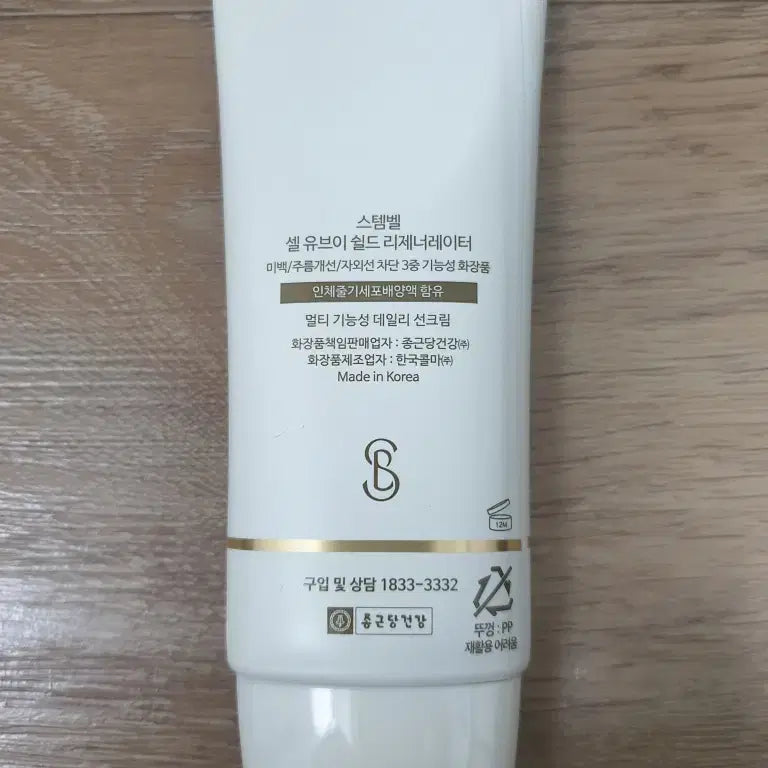 스템벨
셀 유브이 쉴드 리제너레이터
미백/주름개선/자외선 차단 3중 기능성 화장품
인체줄기세포배양액 함유
멀티 기능성 데일리 선크림
화장품책임판매업자 : 종근당건강㈜
화장품제조업자 : 한국콜마㈜
Made in Korea
SB
12M
구입 및 상담 1833-3332
종근당건강
뚜껑 : PP
재활용 어려움